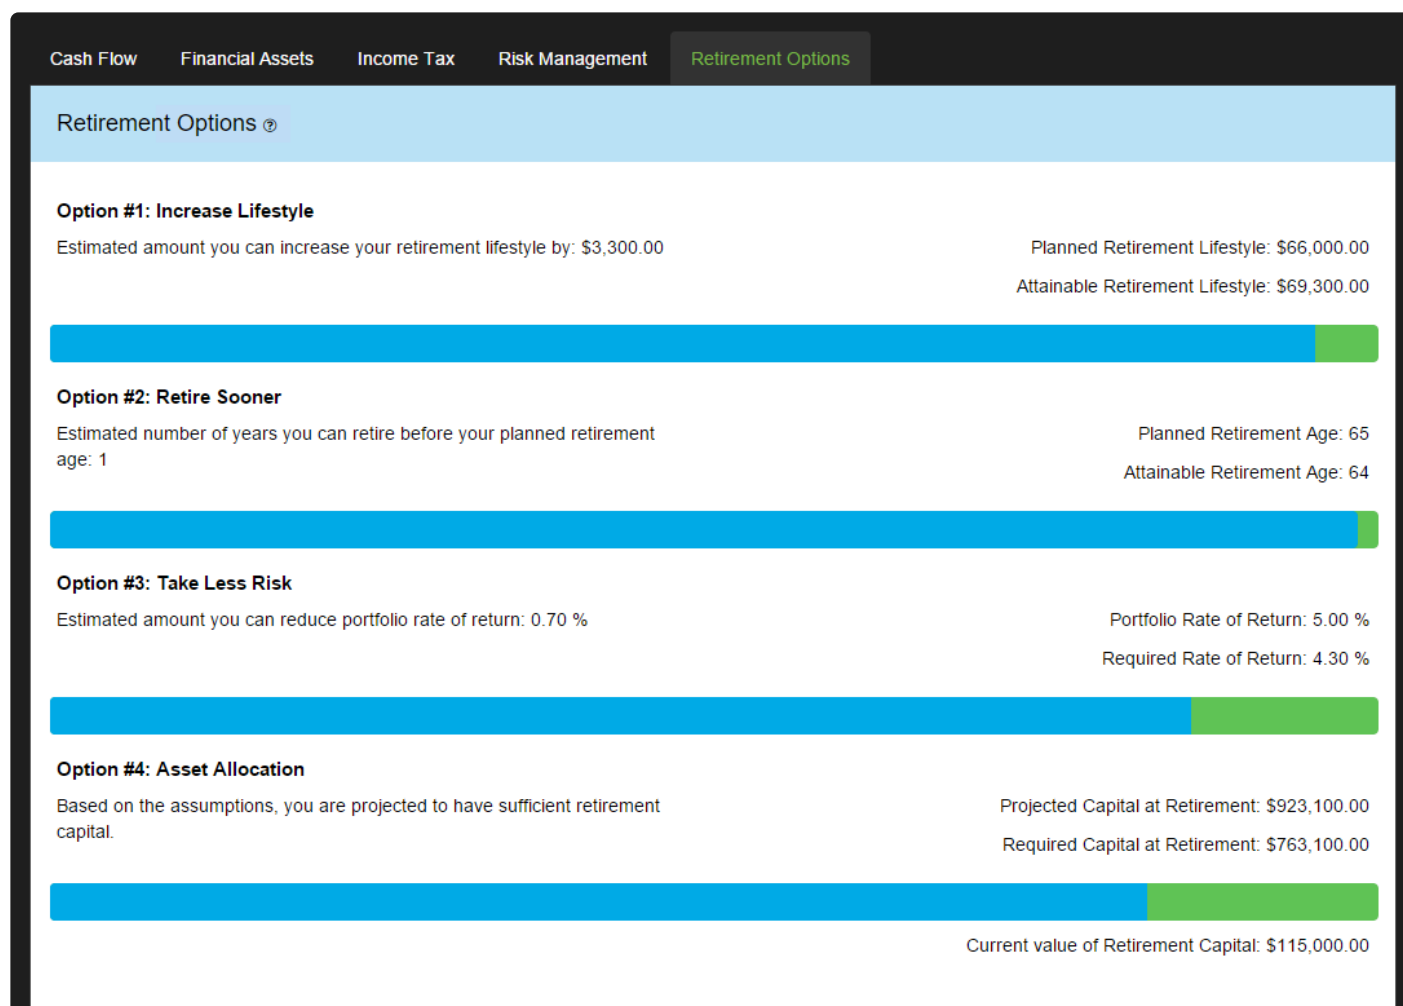 Cash Flow Financial Assets Income Tax Risk Management Retirement Options
Retirement Options
Option #1: Increase Lifestyle
Estimated amount you can increase your retirement lifestyle by: $3,300.00
Planned Retirement Lifestyle: $66,000.00
Attainable Retirement Lifestyle: $69,300.00
Option #2: Retire Sooner
Estimated number of years you can retire before your planned retirement
age: 1
Planned Retirement Age: 65
Attainable Retirement Age: 64
Option #3: Take Less Risk
Estimated amount you can reduce portfolio rate of return: 0.70 %
Portfolio Rate of Return: 5.00 %
Required Rate of Return: 4.30 %
Option #4: Asset Allocation
Based on the assumptions, you are projected to have sufficient retirement
capital.
Projected Capital at Retirement: $923,100.00
Required Capital at Retirement: $763,100.00
Current value of Retirement Capital: $115,000.00